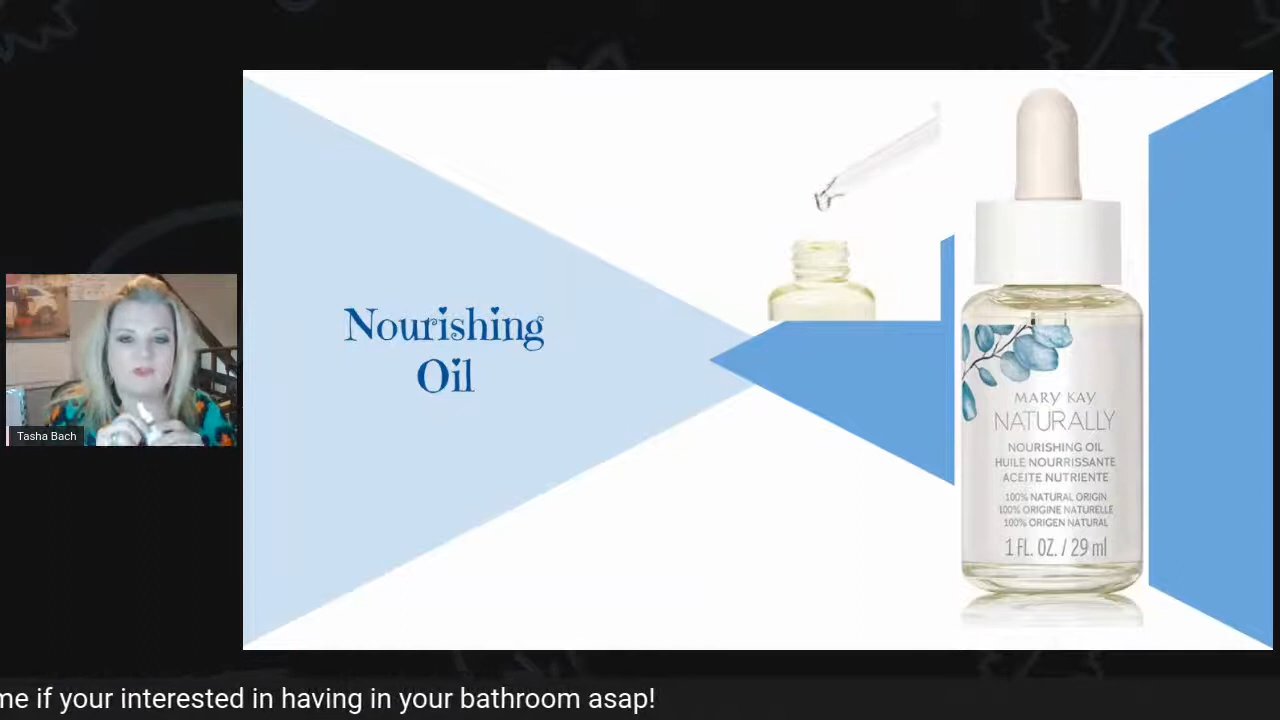 Nourishing
Oil
MARY KAY
NATURALLY
NOURISHING OIL
HUILE NOURRISSANTE
ACEITE NUTRIENTE
100% NATURAL ORIGIN
100% ORIGINE NATURELLE
100% ORIGEN NATURAL
1 FL. OZ. / 29 ml
Tasha Bach
me if your interested in having in your bathroom asap!